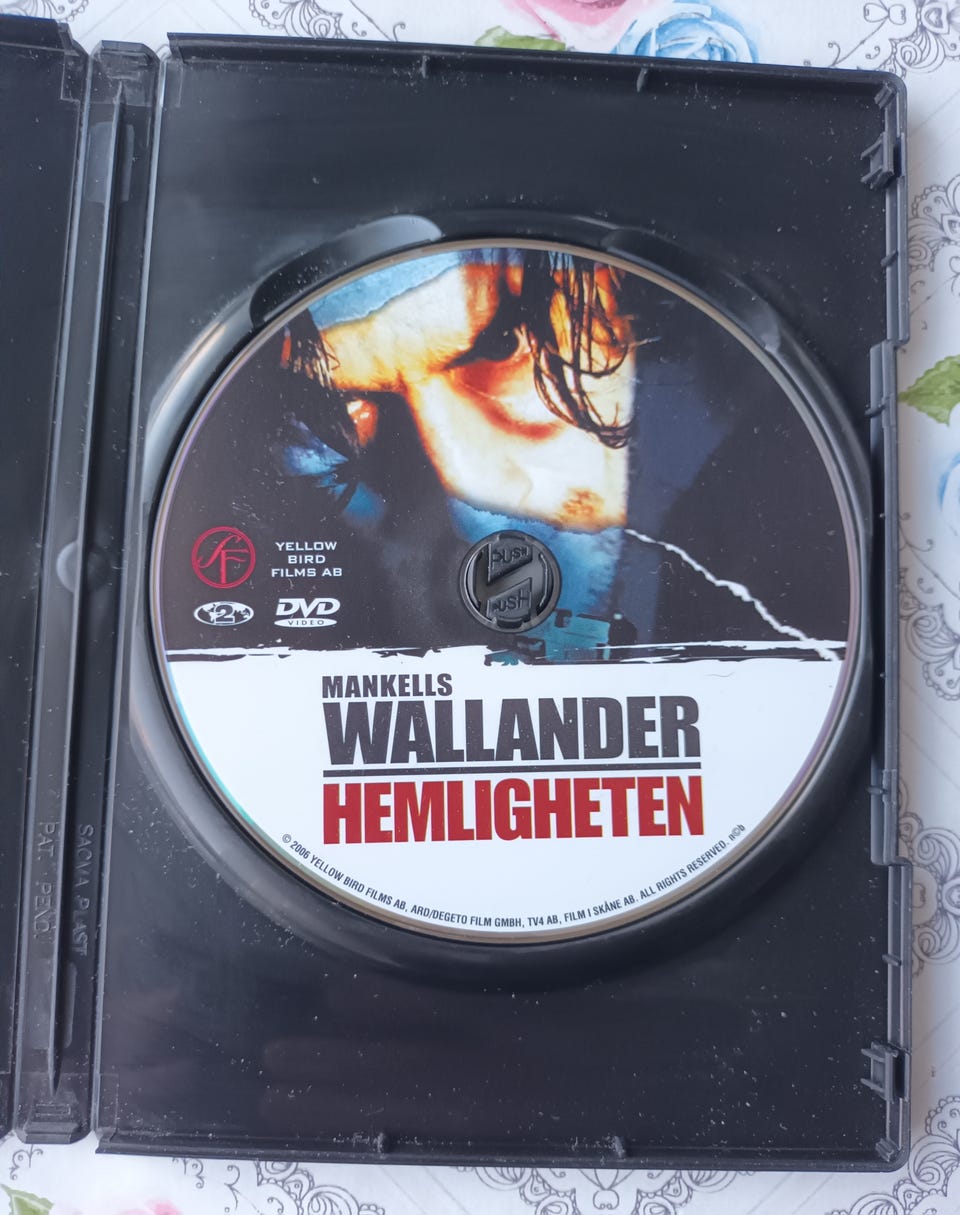 PUSH
PUSH
SF
YELLOW
BIRD
FILMS AB
2
DVD
VIDEO
MANKELLS
WALLANDER
HEMLIGHETEN
© 2006 YELLOW BIRD FILMS AB, ARD/DEGETO FILM GMBH, TV4 AB, FILM I SKÅNE AB. ALL RIGHTS RESERVED. n©b
SACVA PLAST
PAT. PEND.